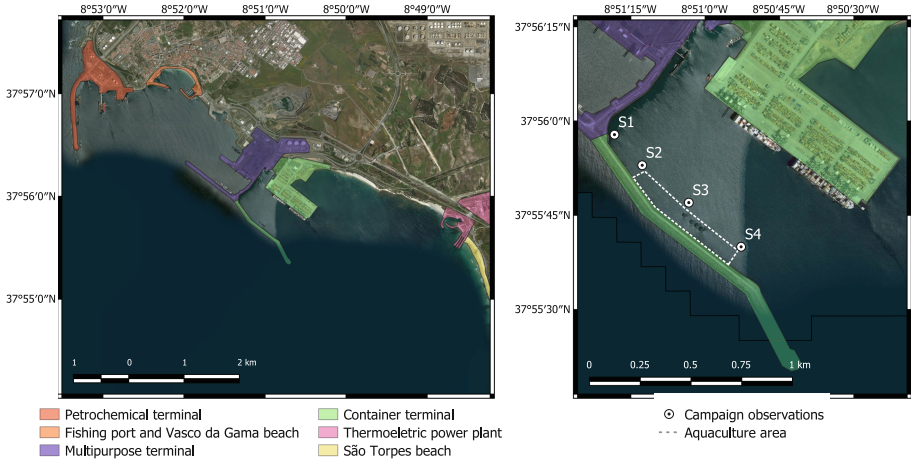 8°53'0"W 8°52'0"W 8°51'0"W 8°50'0"W 8°49'0"W
37°57'0"N
37°56'0"N
37°55'0"N
1 0 1 2 km
8°51'15"W 8°51'0"W 8°50'45"W 8°50'30"W
37°56'15"N
37°56'0"N
37°55'45"N
37°55'30"N
S1
S2
S3
S4
0 0.25 0.5 0.75 1 km
Petrochemical terminal
Fishing port and Vasco da Gama beach
Multipurpose terminal
Container terminal
Thermoeletric power plant
São Torpes beach
Campaign observations
Aquaculture area